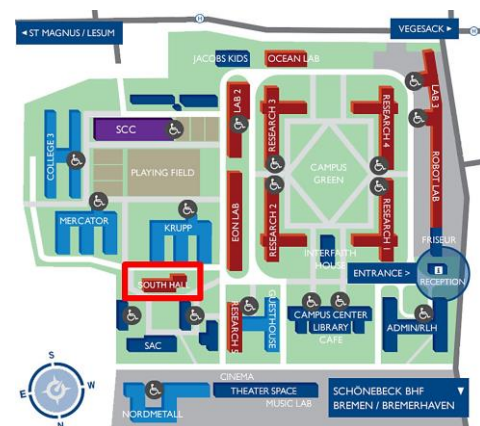 ◄ ST MAGNUS / LESUM
VEGESACK ►
JACOBS KIDS
OCEAN LAB
LAB 3
LAB 2
RESEARCH 3
RESEARCH 4
SCC
COLLEGE 3
PLAYING FIELD
CAMPUS
GREEN
ROBOT LAB
MERCATOR
KRUPP
EON LAB
RESEARCH 2
RESEARCH 1
FRISEUR
INTERFAITH
HOUSE
ENTRANCE >
i
RECEPTION
SOUTH HALL
RESEARCH 5
GUESTHOUSE
CAMPUS CENTER
LIBRARY
CAFE
ADMIN/RLH
SAC
CINEMA
THEATER SPACE
MUSIC LAB
NORDMETALL
SCHÖNEBECK BHF ▼
BREMEN / BREMERHAVEN
S
E
W
N